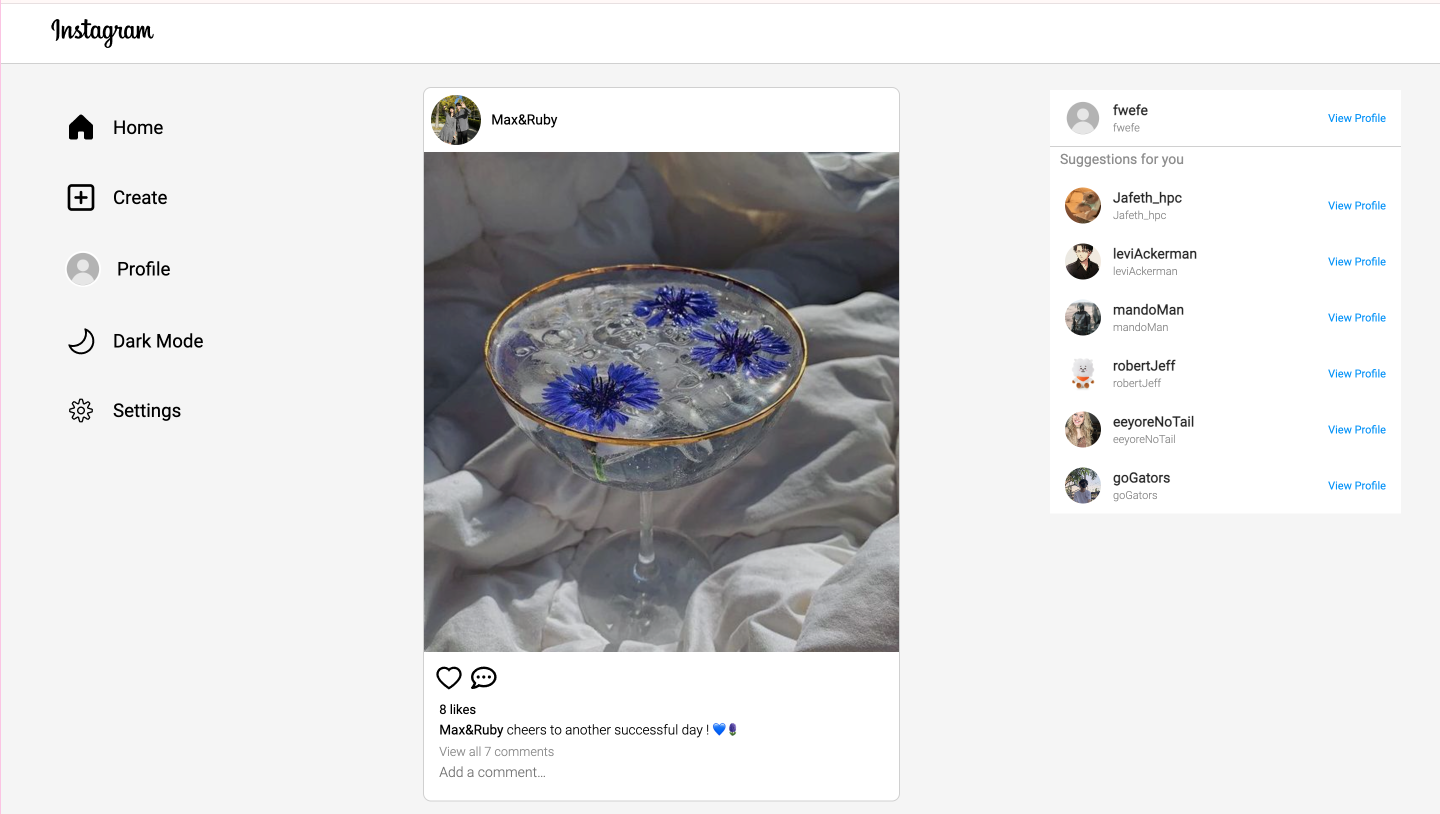 Instagram
Home
Create
Profile
Dark Mode
Settings
Max&Ruby
8 likes
Max&Ruby cheers to another successful day ! 💙🪻
View all 7 comments
Add a comment...
fwefe
fwefe
View Profile
Suggestions for you
Jafeth_hpc
Jafeth_hpc
View Profile
leviAckerman
leviAckerman
View Profile
mandoMan
mandoMan
View Profile
robertJeff
robertJeff
View Profile
eeyoreNoTail
eeyoreNoTail
View Profile
goGators
goGators
View Profile